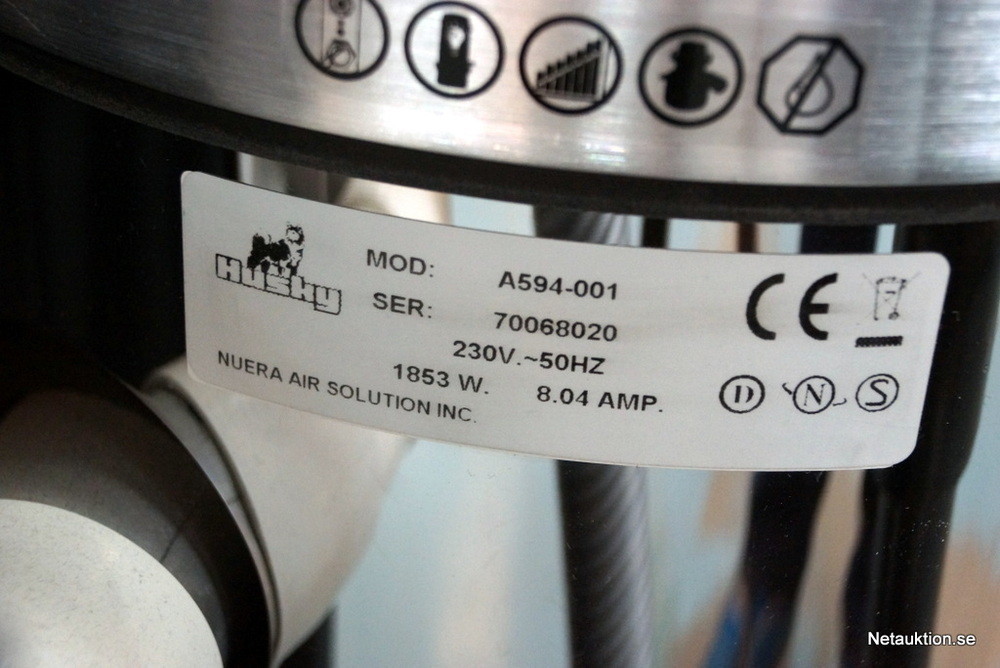 Husky
MOD: A594-001
SER: 70068020
230V.~50HZ
1853 W. 8.04 AMP.
NUERA AIR SOLUTION INC.
CE
D N S
Netauktion.se